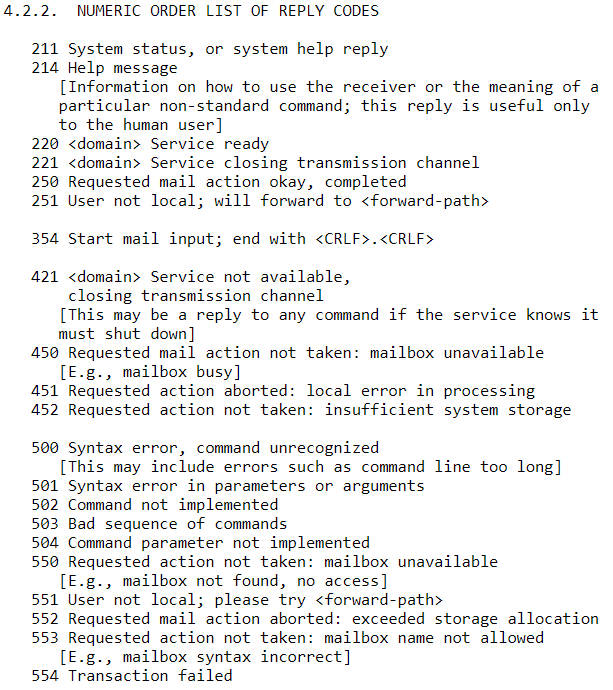 4.2.2.  NUMERIC ORDER LIST OF REPLY CODES
211 System status, or system help reply
214 Help message
[Information on how to use the receiver or the meaning of a
particular non-standard command; this reply is useful only
to the human user]
220 <domain> Service ready
221 <domain> Service closing transmission channel
250 Requested mail action okay, completed
251 User not local; will forward to <forward-path>
354 Start mail input; end with <CRLF>.<CRLF>
421 <domain> Service not available,
closing transmission channel
[This may be a reply to any command if the service knows it
must shut down]
450 Requested mail action not taken: mailbox unavailable
[E.g., mailbox busy]
451 Requested action aborted: local error in processing
452 Requested action not taken: insufficient system storage
500 Syntax error, command unrecognized
[This may include errors such as command line too long]
501 Syntax error in parameters or arguments
502 Command not implemented
503 Bad sequence of commands
504 Command parameter not implemented
550 Requested action not taken: mailbox unavailable
[E.g., mailbox not found, no access]
551 User not local; please try <forward-path>
552 Requested mail action aborted: exceeded storage allocation
553 Requested action not taken: mailbox name not allowed
[E.g., mailbox syntax incorrect]
554 Transaction failed